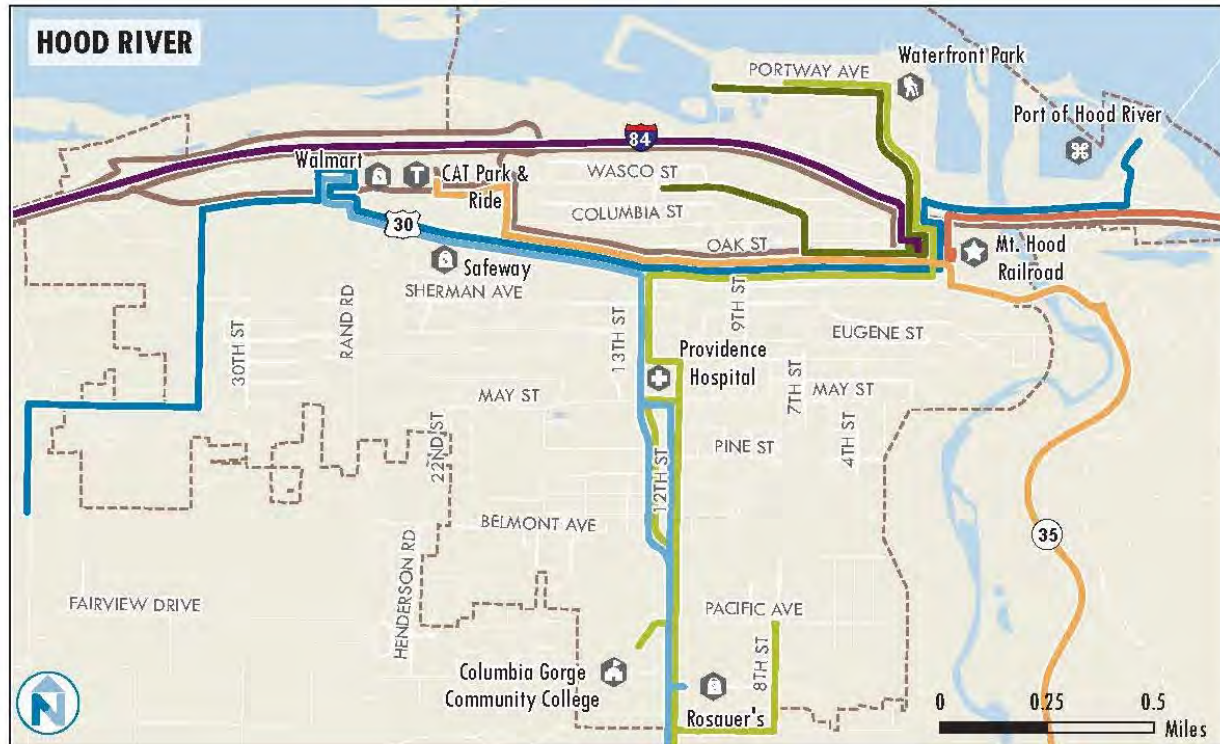 HOOD RIVER
Waterfront Park
PORTWAY AVE
Port of Hood River
84
Walmart
WASCO ST
CAT Park &
Ride
COLUMBIA ST
30
OAK ST
Mt. Hood
Railroad
Safeway
SHERMAN AVE
9TH ST
EUGENE ST
30TH ST
RAND RD
13TH ST
Providence
Hospital
7TH ST
MAY ST
MAY ST
22ND ST
PINE ST
4TH ST
12TH ST
BELMONT AVE
35
FAIRVIEW DRIVE
HENDERSON RD
PACIFIC AVE
Columbia Gorge
Community College
8TH ST
Rosauer's
N
0 0.25 0.5
Miles